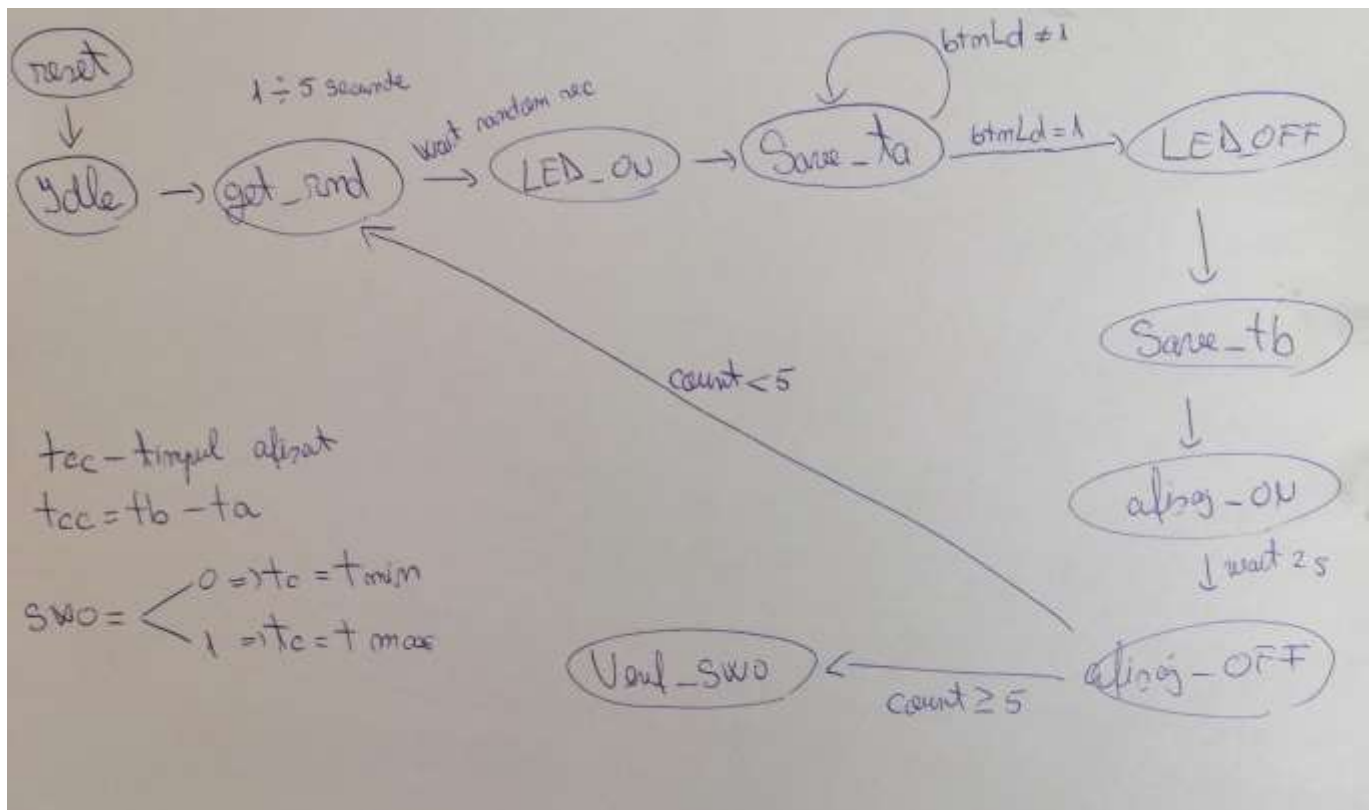 reset
1 ÷ 5 secunde
wait random sec
btnLd ≠ 1
Idle
get_rnd
LED_ON
Save_ta
btnLd = 1
LED_OFF
Save_tb
count < 5
afisaj_ON
wait 2s
tcc - timpul afisat
tcc = tb - ta
SW0 =
0 => tc = tmin
1 => tc = tmax
Verif_SW0
count ≥ 5
afisaj_OFF